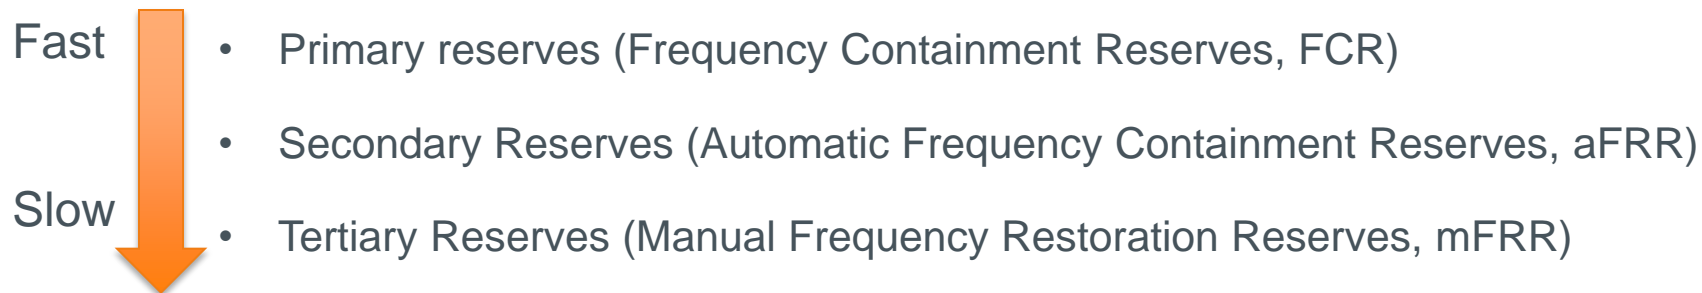 Fast
• Primary reserves (Frequency Containment Reserves, FCR)
• Secondary Reserves (Automatic Frequency Containment Reserves, aFRR)
Slow
• Tertiary Reserves (Manual Frequency Restoration Reserves, mFRR)